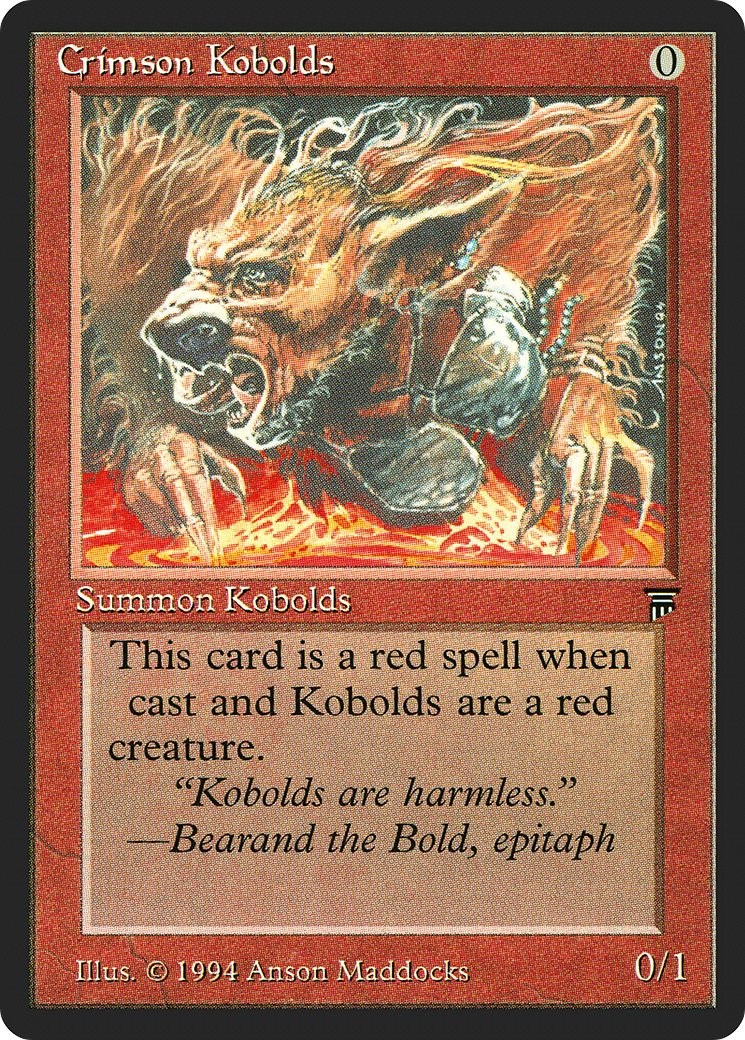 Crimson Kobolds
0
ANSON94
Summon Kobolds
This card is a red spell when
cast and Kobolds are a red
creature.
“Kobolds are harmless.”
—Bearand the Bold, epitaph
Illus. © 1994 Anson Maddocks
0/1